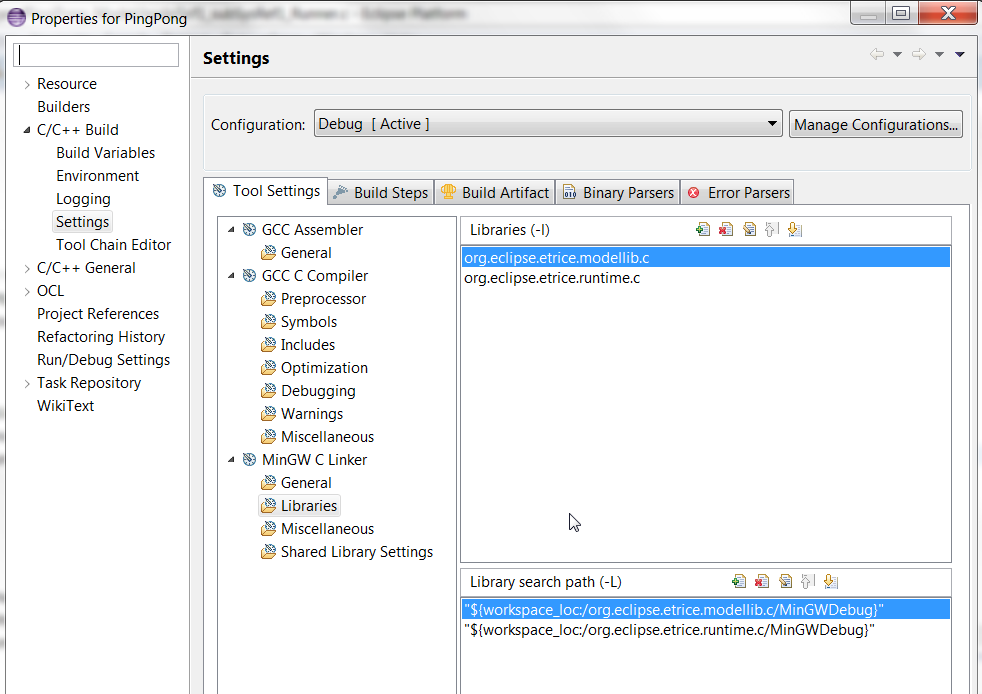 Properties for PingPong
Resource
Builders
C/C++ Build
Build Variables
Environment
Logging
Settings
Tool Chain Editor
C/C++ General
OCL
Project References
Refactoring History
Run/Debug Settings
Task Repository
WikiText
Settings
Configuration: Debug [ Active ] Manage Configurations...
Tool Settings Build Steps Build Artifact Binary Parsers Error Parsers
GCC Assembler
General
GCC C Compiler
Preprocessor
Symbols
Includes
Optimization
Debugging
Warnings
Miscellaneous
MinGW C Linker
General
Libraries
Miscellaneous
Shared Library Settings
Libraries (-l)
org.eclipse.etrice.modellib.c
org.eclipse.etrice.runtime.c
Library search path (-L)
"${workspace_loc:/org.eclipse.etrice.modellib.c/MinGWDebug}"
"${workspace_loc:/org.eclipse.etrice.runtime.c/MinGWDebug}"